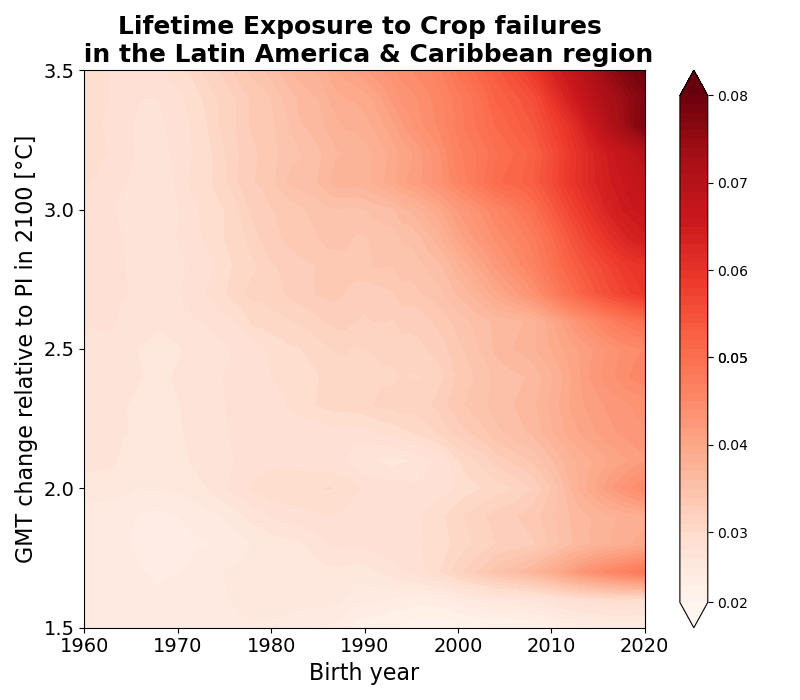 Lifetime Exposure to Crop failures
in the Latin America & Caribbean region
GMT change relative to PI in 2100 [°C]
3.5
3.0
2.5
2.0
1.5
1960 1970 1980 1990 2000 2010 2020
Birth year
0.08
0.07
0.06
0.05
0.04
0.03
0.02